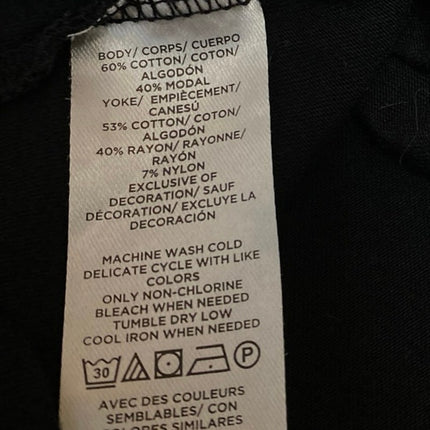 BODY/ CORPS/ CUERPO
60% COTTON/ COTON/
ALGODÓN
40% MODAL
YOKE/ EMPIÈCEMENT/
CANESÚ
53% COTTON/ COTON/
ALGODÓN
40% RAYON/ RAYONNE/
RAYÓN
7% NYLON
EXCLUSIVE OF
DECORATION/ SAUF
DÉCORATION/ EXCLUYE LA
DECORACIÓN
MACHINE WASH COLD
DELICATE CYCLE WITH LIKE
COLORS
ONLY NON-CHLORINE
BLEACH WHEN NEEDED
TUMBLE DRY LOW
COOL IRON WHEN NEEDED
30 P
AVEC DES COULEURS
SEMBLABLES/ CON
COLORES SIMILARES